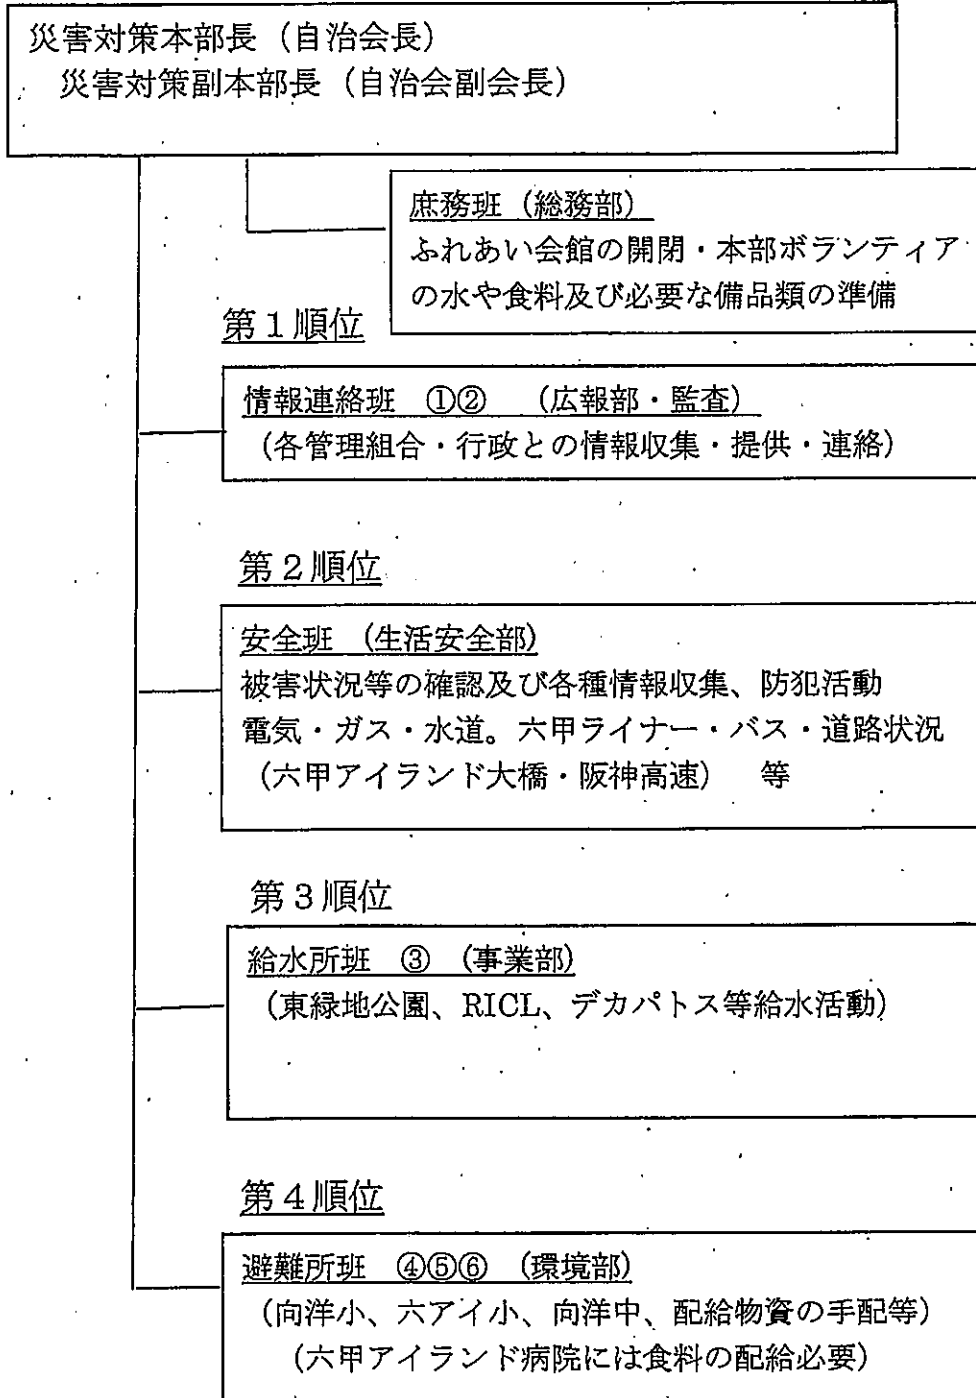 災害対策本部長（自治会長）
災害対策副本部長（自治会副会長）
庶務班（総務部）
ふれあい会館の開閉・本部ボランティア
の水や食料及び必要な備品類の準備
第１順位
情報連絡班　①②　（広報部・監査）
（各管理組合・行政との情報収集・提供・連絡）
第２順位
安全班　（生活安全部）
被害状況等の確認及び各種情報収集、防犯活動
電気・ガス・水道。六甲ライナー・バス・道路状況
（六甲アイランド大橋・阪神高速）　等
第３順位
給水所班　③　（事業部）
（東緑地公園、RICL、デカパトス等給水活動）
第４順位
避難所班　④⑤⑥　（環境部）
（向洋小、六アイ小、向洋中、配給物資の手配等）
（六甲アイランド病院には食料の配給必要）